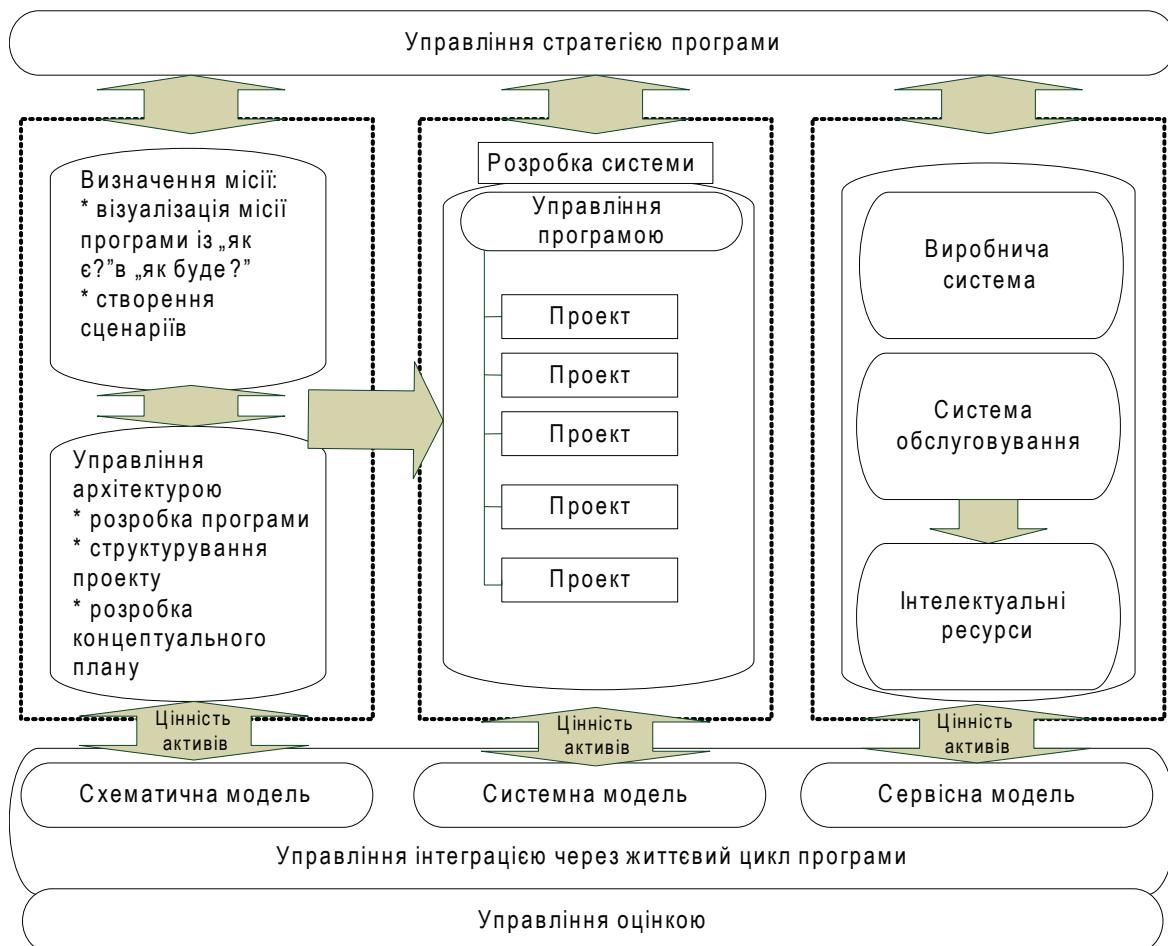 Управління стратегією програми
Визначення місії:
* візуалізація місії
програми із „як
є?”в „як буде?”
* створення
сценаріїв
Управління
архітектурою
* розробка програми
* структурування
проекту
* розробка
концептуального
плану
Розробка системи
Управління
програмою
Проект
Проект
Проект
Проект
Проект
Виробнича
система
Система
обслуговування
Інтелектуальні
ресурси
Цінність
активів
Цінність
активів
Цінність
активів
Схематична модель
Системна модель
Сервісна модель
Управління інтеграцією через життєвий цикл програми
Управління оцінкою